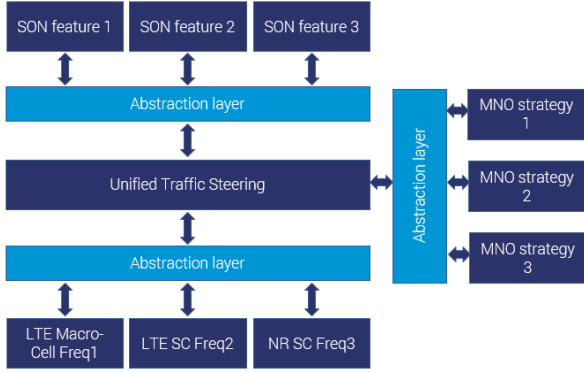 SON feature 1
SON feature 2
SON feature 3
Abstraction layer
Unified Traffic Steering
Abstraction layer
LTE Macro-
Cell Freq1
LTE SC Freq2
NR SC Freq3
Abstraction layer
MNO strategy
1
MNO strategy
2
MNO strategy
3